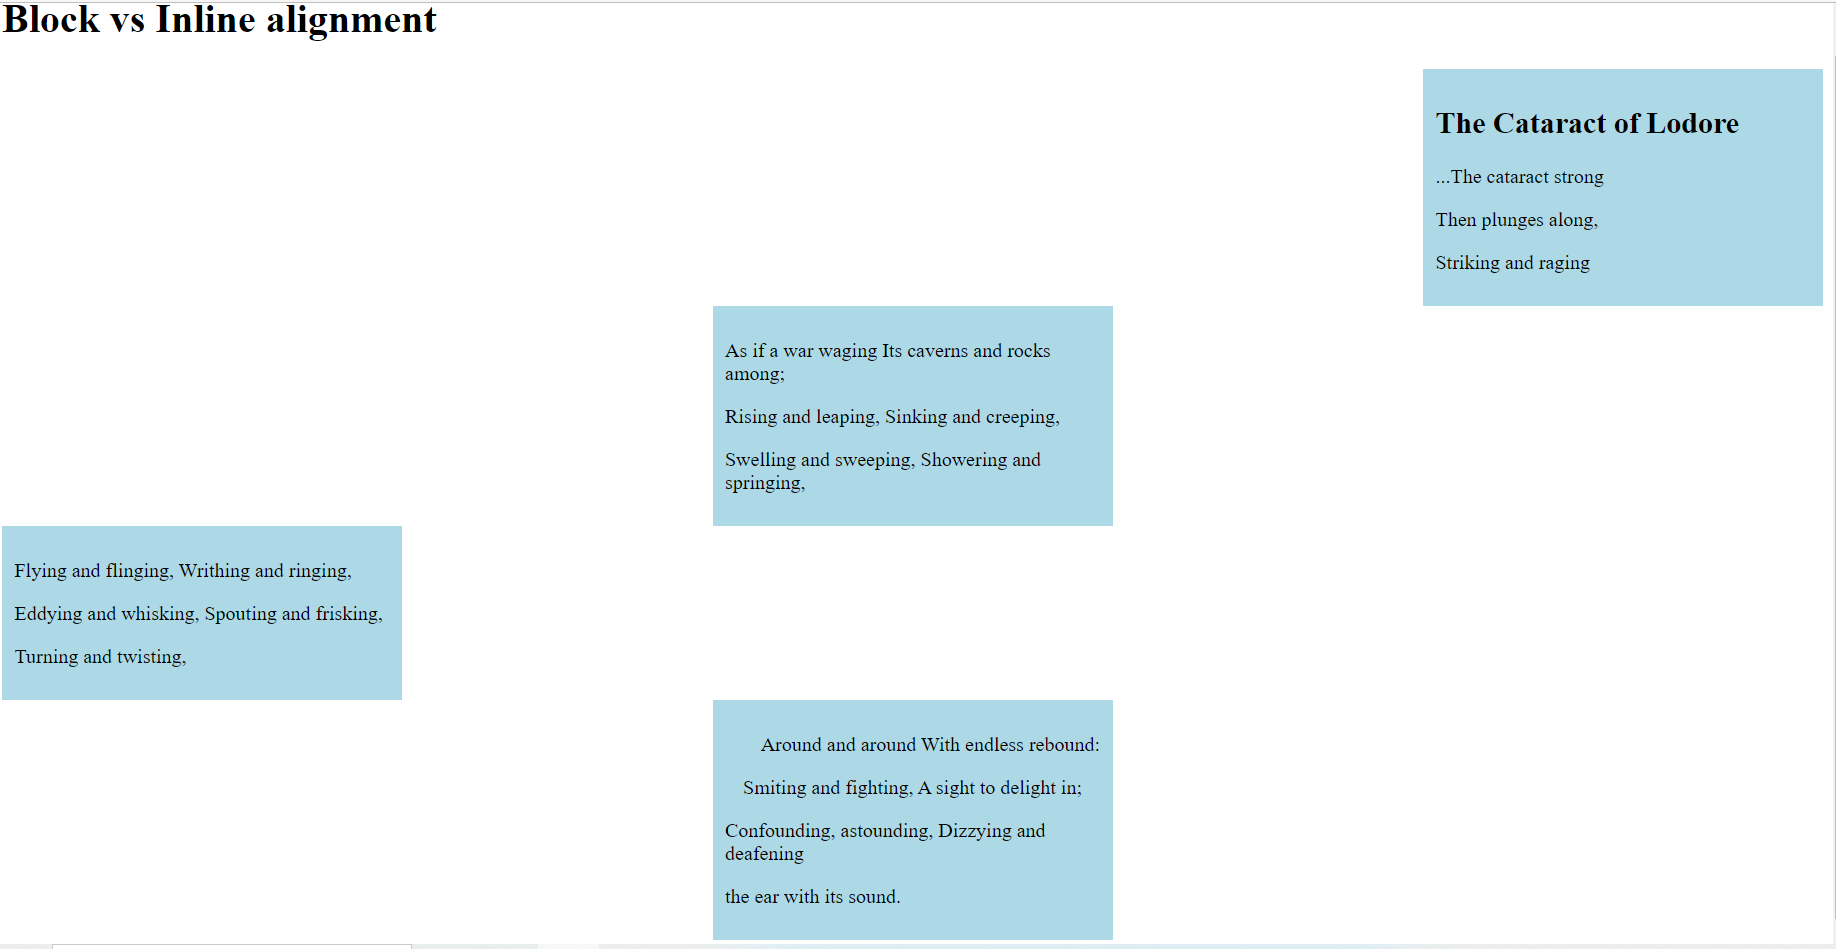 Block vs Inline alignment
The Cataract of Lodore
...The cataract strong
Then plunges along,
Striking and raging
As if a war waging Its caverns and rocks
among;
Rising and leaping, Sinking and creeping,
Swelling and sweeping, Showering and
springing,
Flying and flinging, Writhing and ringing,
Eddying and whisking, Spouting and frisking,
Turning and twisting,
Around and around With endless rebound:
Smiting and fighting, A sight to delight in;
Confounding, astounding, Dizzying and
deafening
the ear with its sound.